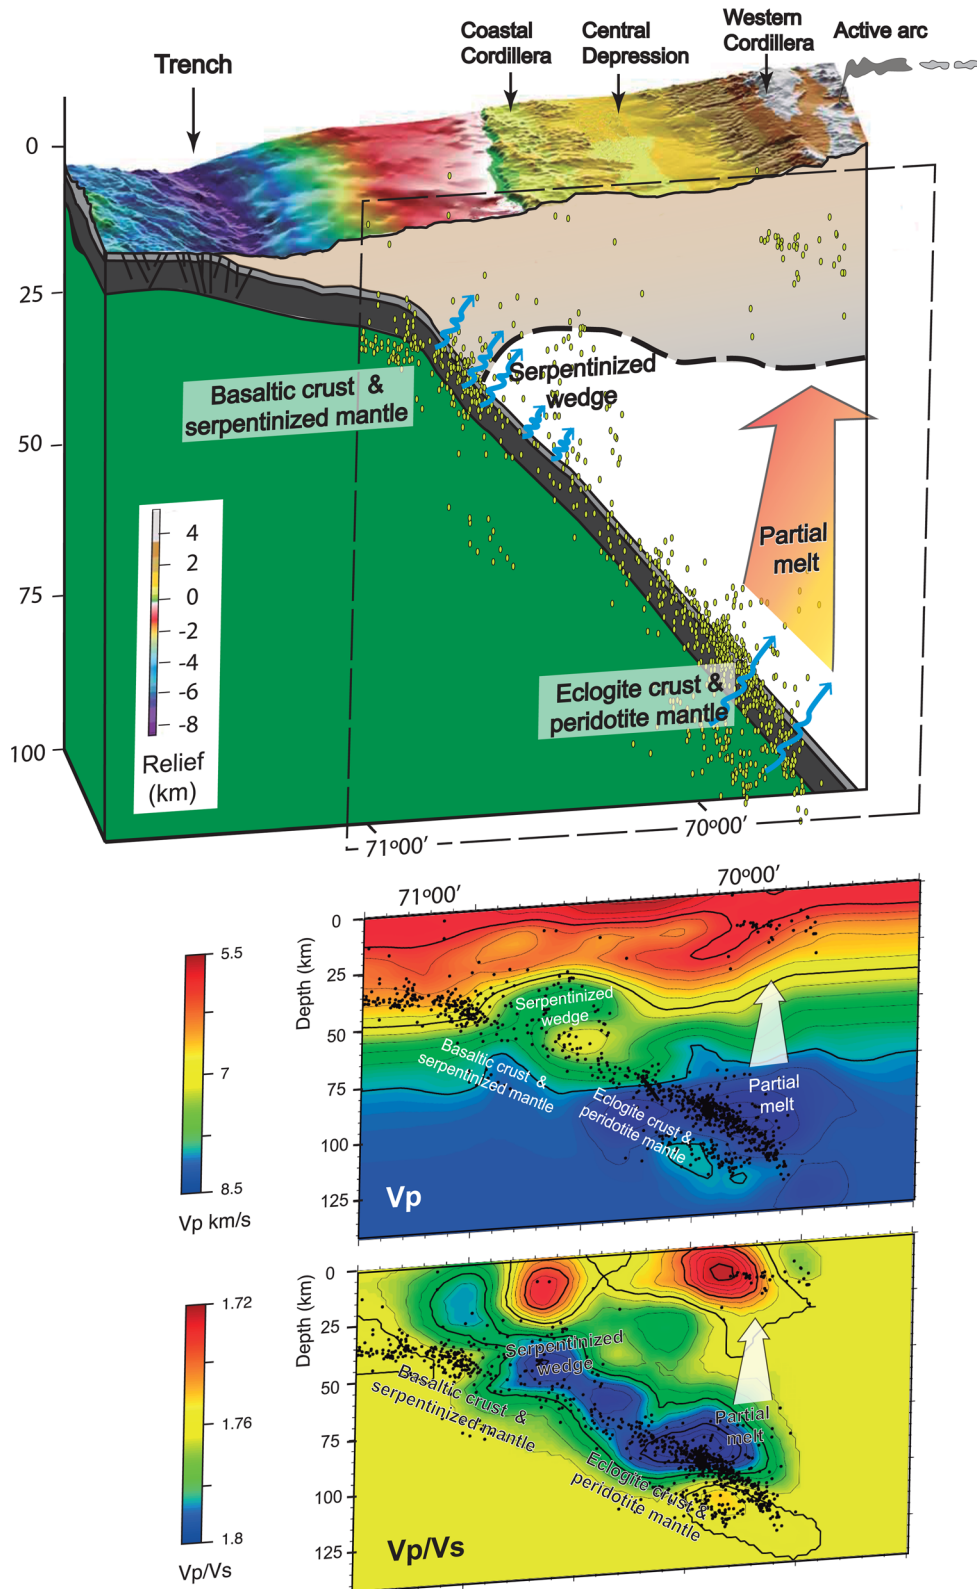 Coastal
Cordillera
Central
Depression
Western
Cordillera
Active arc
Trench
0
25
50
75
100
Serpentinized
wedge
Basaltic crust &
serpentinized mantle
Partial
melt
Eclogite crust &
peridotite mantle
4
2
0
-2
-4
-6
-8
Relief
(km)
71º00′
70º00′
71º00′
70º00′
Depth (km)
0
25
50
75
100
125
5.5
7
8.5
Vp km/s
Serpentinized
wedge
Basaltic crust &
serpentinized mantle
Eclogite crust &
peridotite mantle
Partial
melt
Vp
Depth (km)
0
25
50
75
100
125
1.72
1.76
1.8
Vp/Vs
Serpentinized
wedge
Basaltic crust &
serpentinized mantle
Eclogite crust &
peridotite mantle
Partial
melt
Vp/Vs